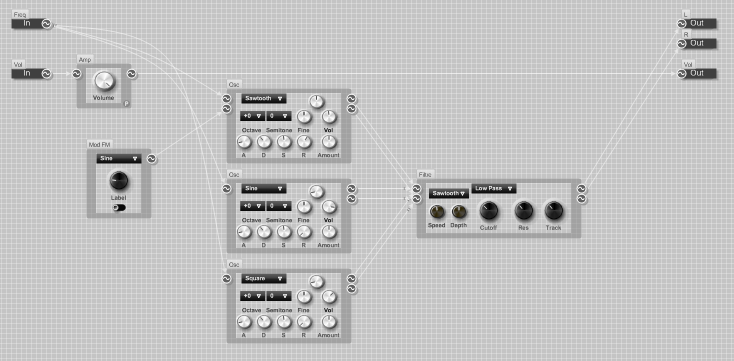 Freq
In
L
Out
R
Out
Vol
In
Amp
Volume
P
Vol
Out
Osc
Sawtooth
+0 0
Octave Semitone Fine Vol
A D S R Amount
Mod FM
Sine
Label
Osc
Sine
+0 0
Octave Semitone Fine Vol
A D S R Amount
Sawtooth Low Pass
Speed Depth Cutoff Res Track
Osc
Square
+0 0
Octave Semitone Fine Vol
A D S R Amount